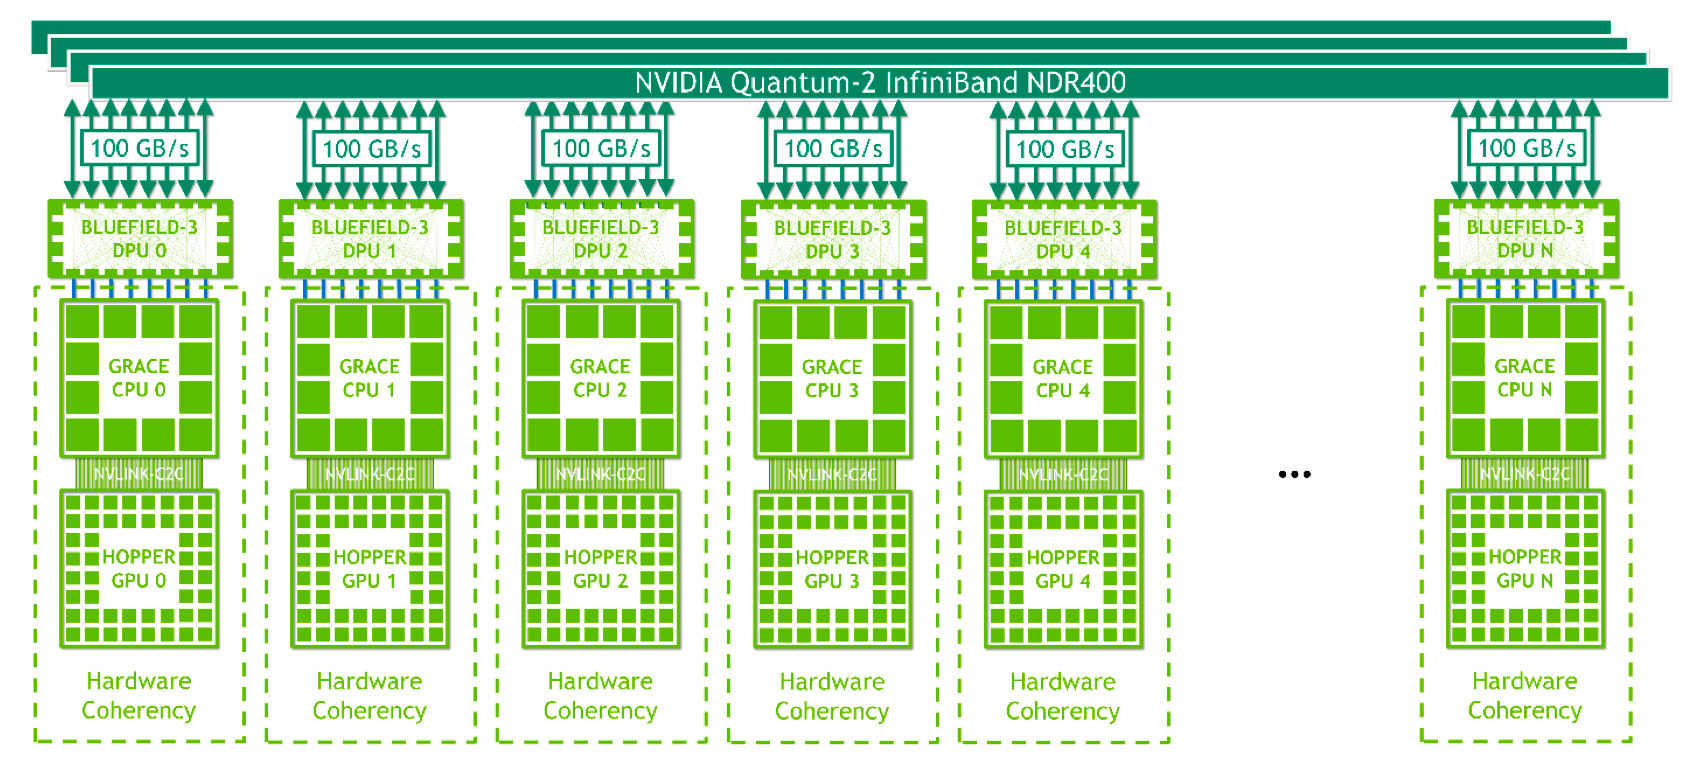 NVIDIA Quantum-2 InfiniBand NDR400
100 GB/s 100 GB/s 100 GB/s 100 GB/s 100 GB/s 100 GB/s
BLUEFIELD-3 BLUEFIELD-3 BLUEFIELD-3 BLUEFIELD-3 BLUEFIELD-3 BLUEFIELD-3
DPU 0 DPU 1 DPU 2 DPU 3 DPU 4 DPU N
GRACE GRACE GRACE GRACE GRACE GRACE
CPU 0 CPU 1 CPU 2 CPU 3 CPU 4 CPU N
NVLINK-C2C NVLINK-C2C NVLINK-C2C NVLINK-C2C NVLINK-C2C ... NVLINK-C2C
HOPPER HOPPER HOPPER HOPPER HOPPER HOPPER
GPU 0 GPU 1 GPU 2 GPU 3 GPU 4 GPU N
Hardware Hardware Hardware Hardware Hardware Hardware
Coherency Coherency Coherency Coherency Coherency Coherency